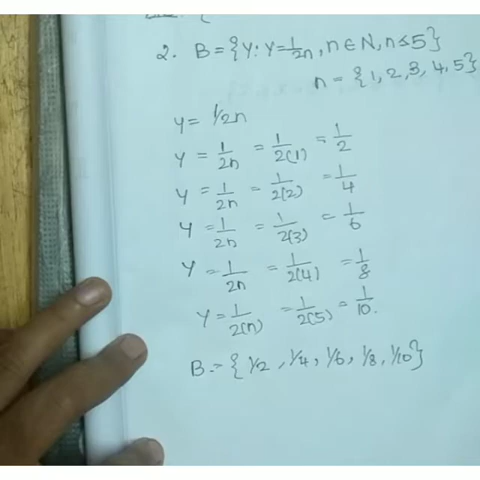 2. B = {Y: Y = 1/2n, n ∈ N, n ≤ 5}
n = {1, 2, 3, 4, 5}
y = 1/2n
y = 1/2n = 1/2(1) = 1/2
y = 1/2n = 1/2(2) = 1/4
y = 1/2n = 1/2(3) = 1/6
y = 1/2n = 1/2(4) = 1/8
y = 1/2(n) = 1/2(5) = 1/10.
B = {1/2, 1/4, 1/6, 1/8, 1/10}